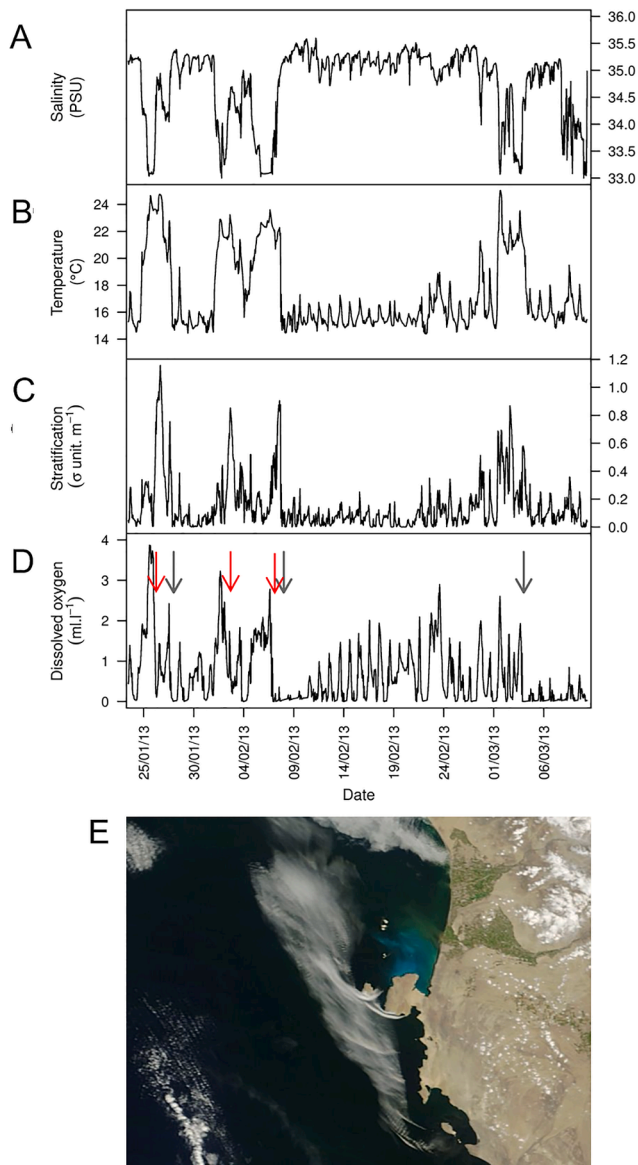 A
Salinity
(PSU)
36.0
35.5
35.0
34.5
34.0
33.5
33.0
B
Temperature
(°C)
24
22
20
18
16
14
C
Stratification
(σ unit. m⁻¹)
1.2
1.0
0.8
0.6
0.4
0.2
0.0
D
Dissolved oxygen
(ml.l⁻¹)
4
3
2
1
0
25/01/13
30/01/13
04/02/13
09/02/13
14/02/13
19/02/13
24/02/13
01/03/13
06/03/13
Date
E